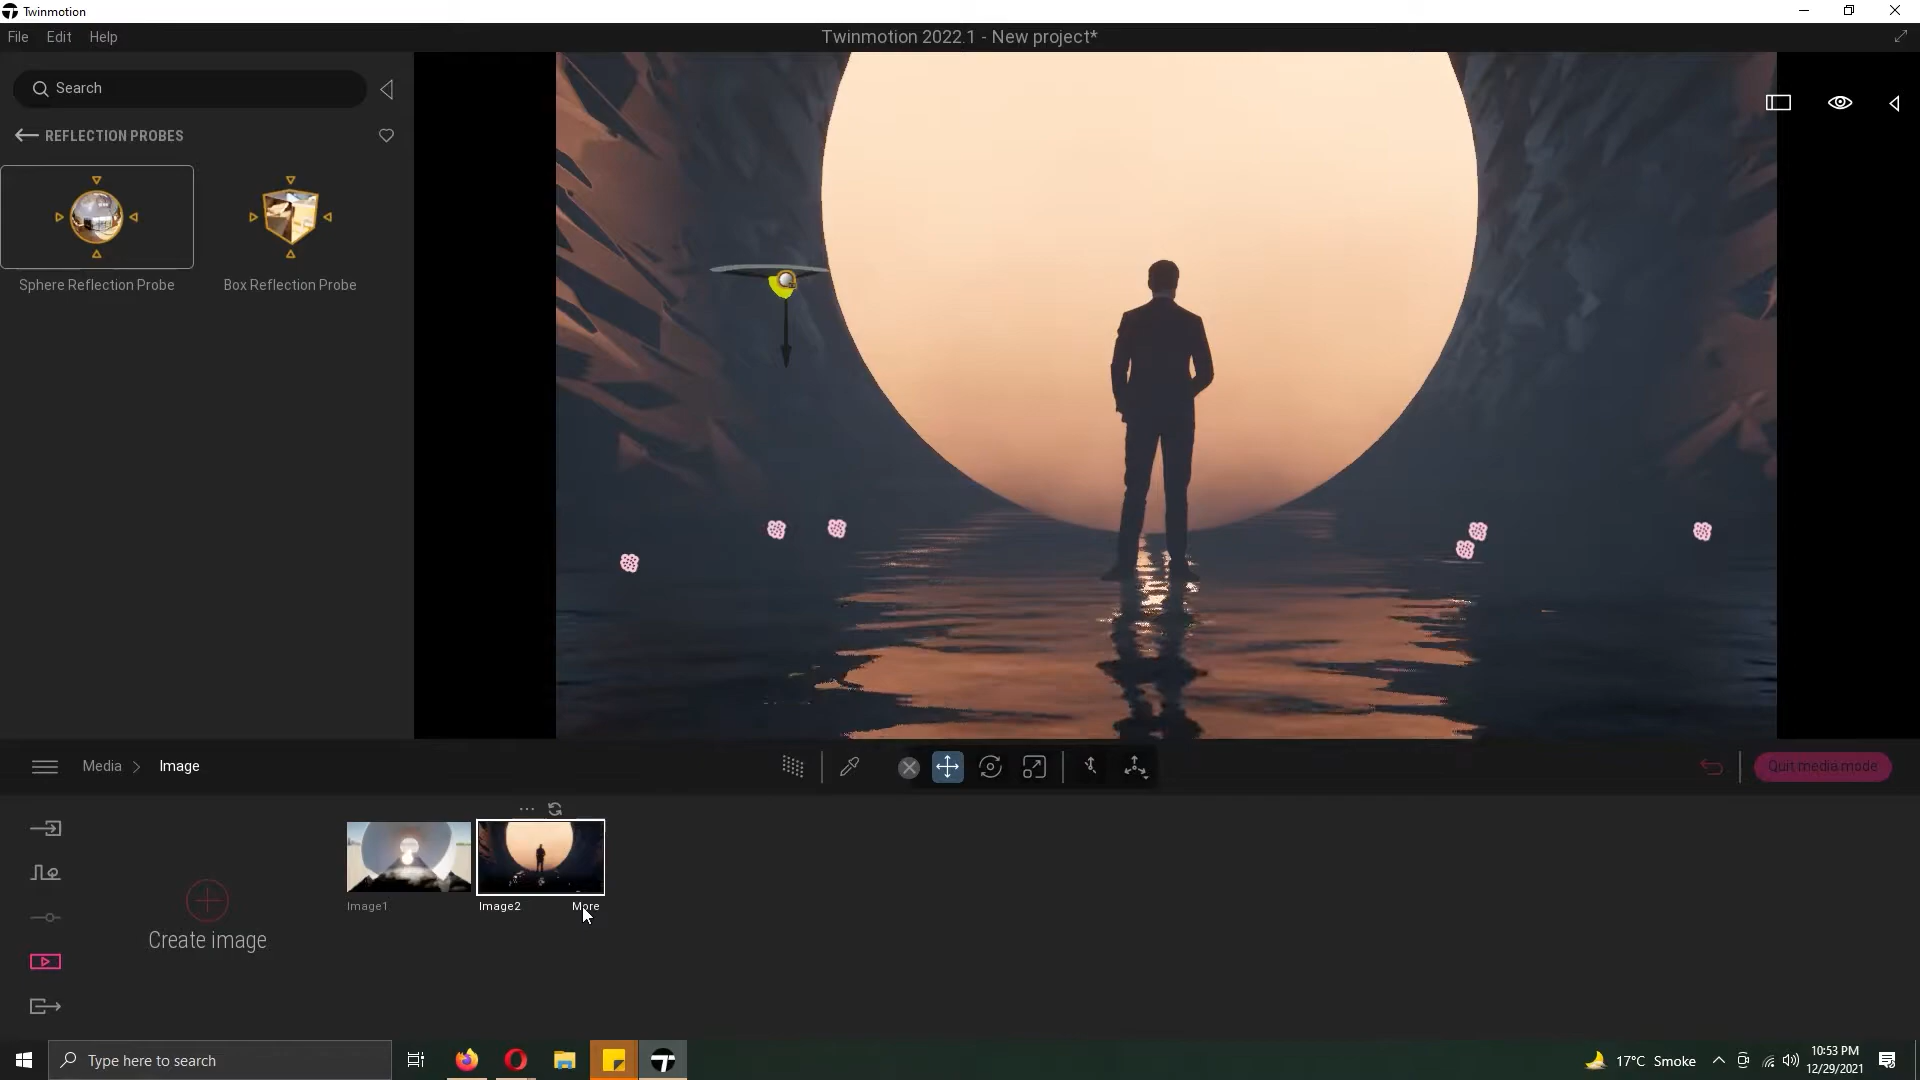 Twinmotion
File Edit Help
Twinmotion 2022.1 - New project*
Search
REFLECTION PROBES
Sphere Reflection Probe
Box Reflection Probe
Media > Image
Quit media mode
Create image
Image1
Image2
More
Type here to search
17°C Smoke
10:53 PM
12/29/2021